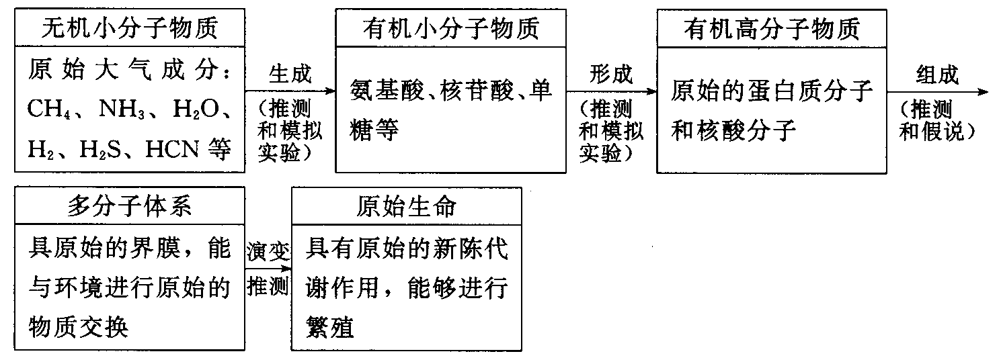 无机小分子物质
原始大气成分：
CH₄、NH₃、H₂O、
H₂、H₂S、HCN 等
生成
（推测
和模拟
实验）
有机小分子物质
氨基酸、核苷酸、单
糖等
形成
（推测
和模拟
实验）
有机高分子物质
原始的蛋白质分子
和核酸分子
组成
（推测
和假说）
多分子体系
具原始的界膜，能
与环境进行原始的
物质交换
演变
推测
原始生命
具有原始的新陈代
谢作用，能够进行
繁殖